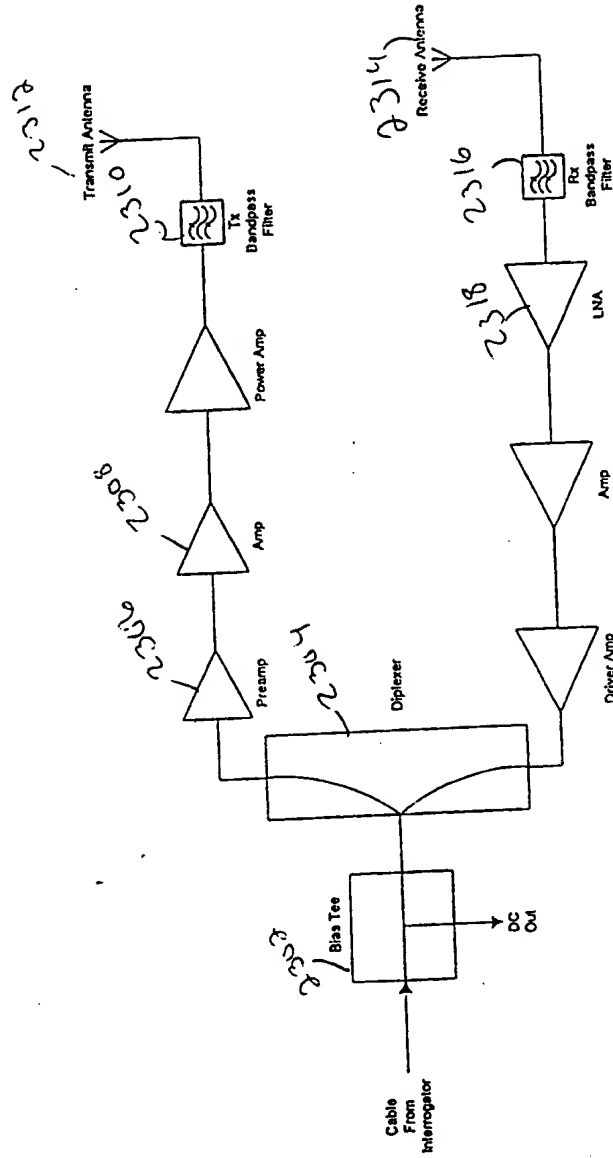 2312
Transmit Antenna
2310
Tx
Bandpass
Filter
Power Amp
2308
Amp
2306
Preamp
2304
Diplexer
2302
Bias Tee
DC
Out
Cable
From
Interrogator
2314
Receive Antenna
2316
Rx
Bandpass
Filter
2318
LNA
Amp
Driver Amp